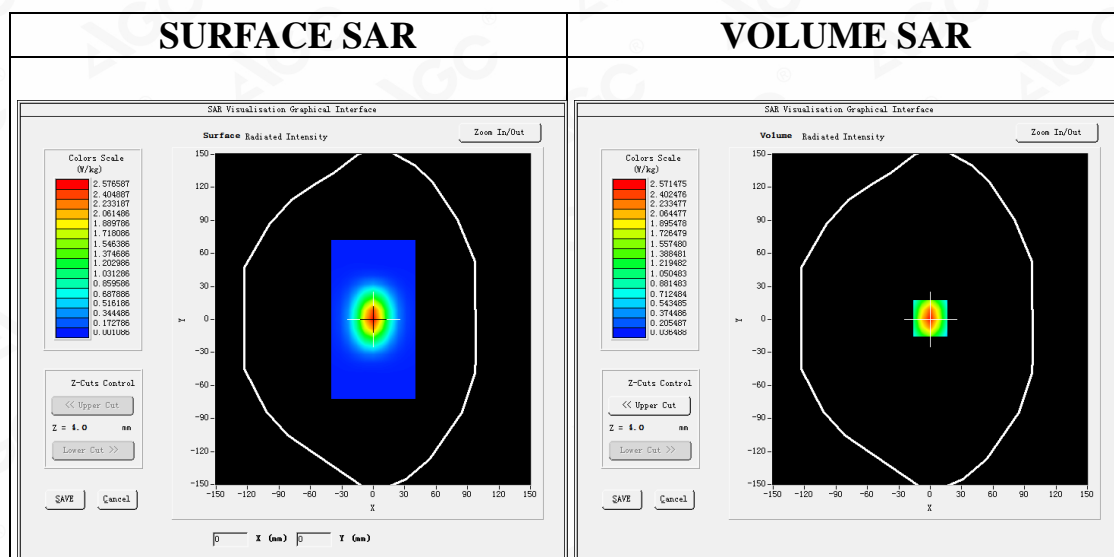 SURFACE SAR
VOLUME SAR
SAR Visualisation Graphical Interface
Surface Radiated Intensity
Zoom In/Out
Colors Scale
(W/kg)
2.576587
2.404887
2.233187
2.061486
1.889786
1.718086
1.546386
1.374686
1.202986
1.031286
0.859586
0.687886
0.516186
0.344486
0.172786
0.001086
Z-Cuts Control
<< Upper Cut
Z = 4.0 mm
Lower Cut >>
SAVE Cancel
150
120
90
60
30
0
-30
-60
-90
-120
-150
Y
-150 -120 -90 -60 -30 0 30 60 90 120 150
X
0 X (mm) 0 Y (mm)
SAR Visualisation Graphical Interface
Volume Radiated Intensity
Zoom In/Out
Colors Scale
(W/kg)
2.571475
2.402476
2.233477
2.064477
1.895478
1.726479
1.557480
1.388481
1.219482
1.050483
0.881483
0.712484
0.543485
0.374486
0.205487
0.036488
Z-Cuts Control
<< Upper Cut
Z = 4.0 mm
Lower Cut >>
SAVE Cancel
150
120
90
60
30
0
-30
-60
-90
-120
-150
Y
-150 -120 -90 -60 -30 0 30 60 90 120 150
X